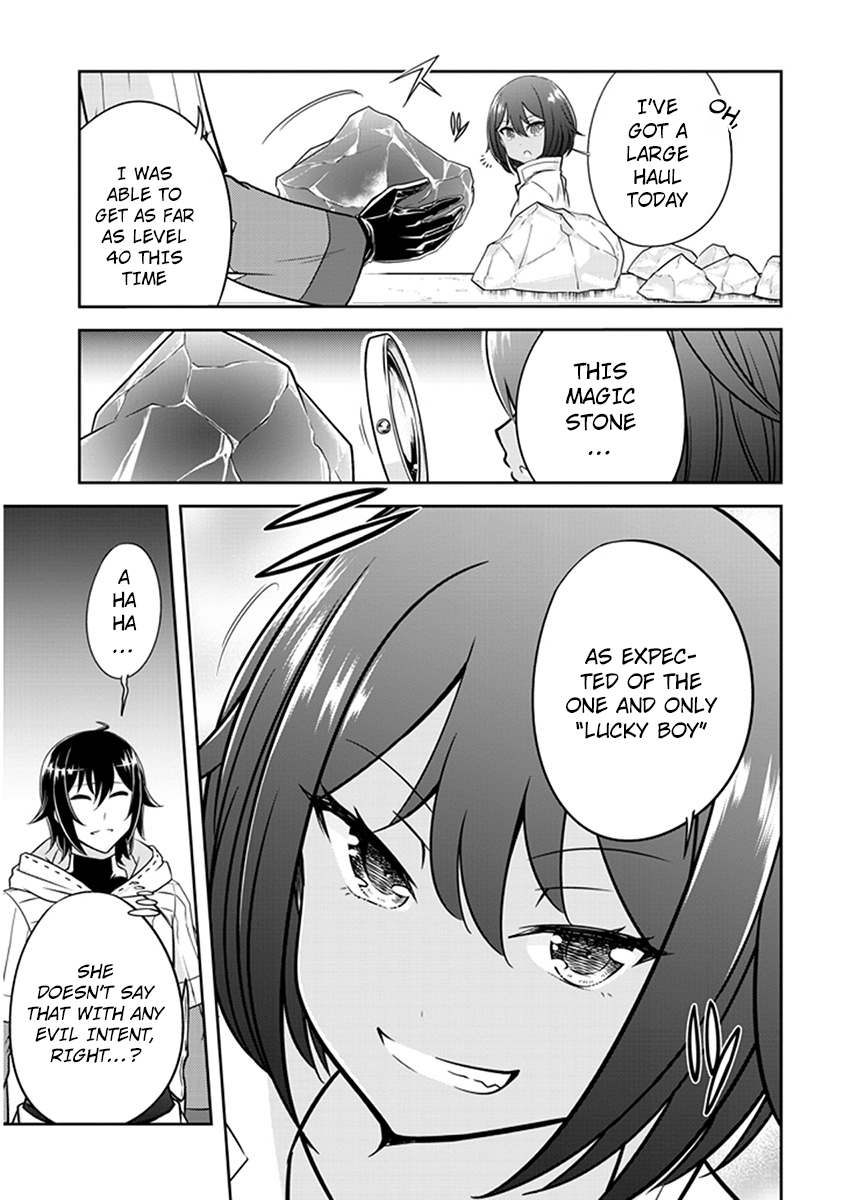 OH,
I'VE
GOT A
LARGE
HAUL
TODAY
I WAS
ABLE TO
GET AS FAR
AS LEVEL
40 THIS
TIME
THIS
MAGIC
STONE
...
AS EXPEC-
TED OF THE
ONE AND ONLY
"LUCKY BOY"
A
HA
HA
...
SHE
DOESN'T SAY
THAT WITH ANY
EVIL INTENT,
RIGHT...?